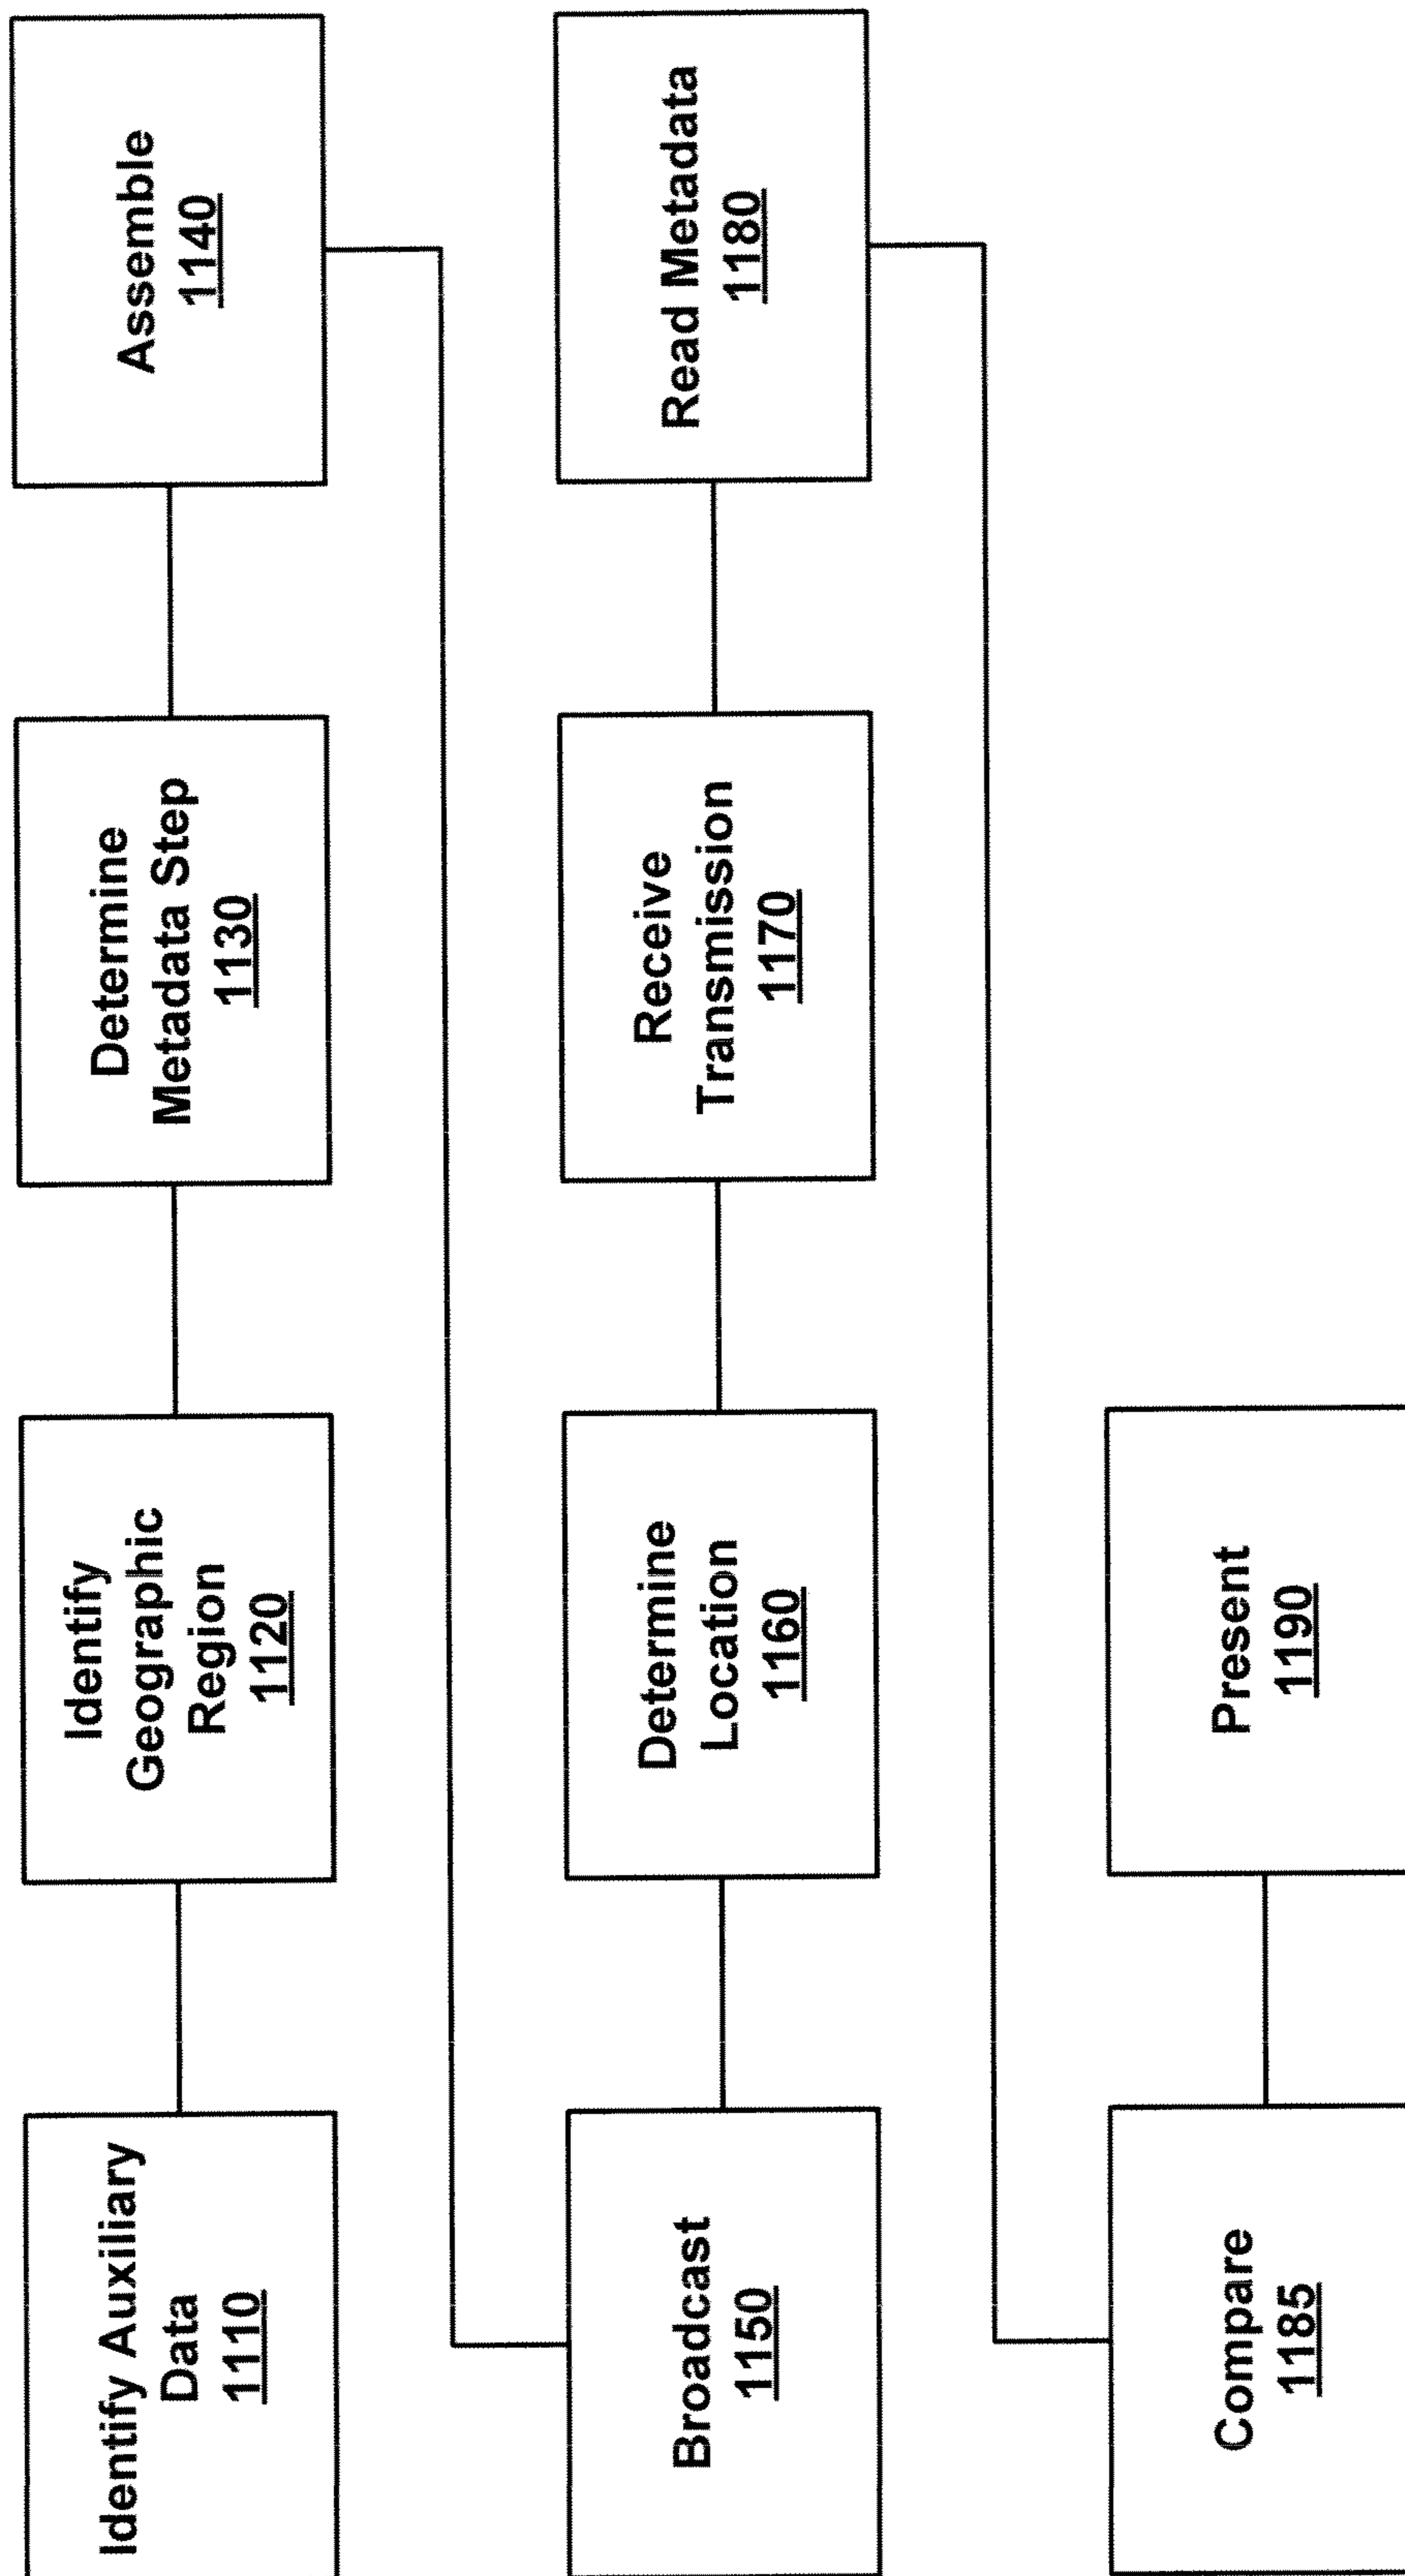 Identify Auxiliary
Data
1110
Identify
Geographic
Region
1120
Determine
Metadata Step
1130
Assemble
1140
Broadcast
1150
Determine
Location
1160
Receive
Transmission
1170
Read Metadata
1180
Compare
1185
Present
1190